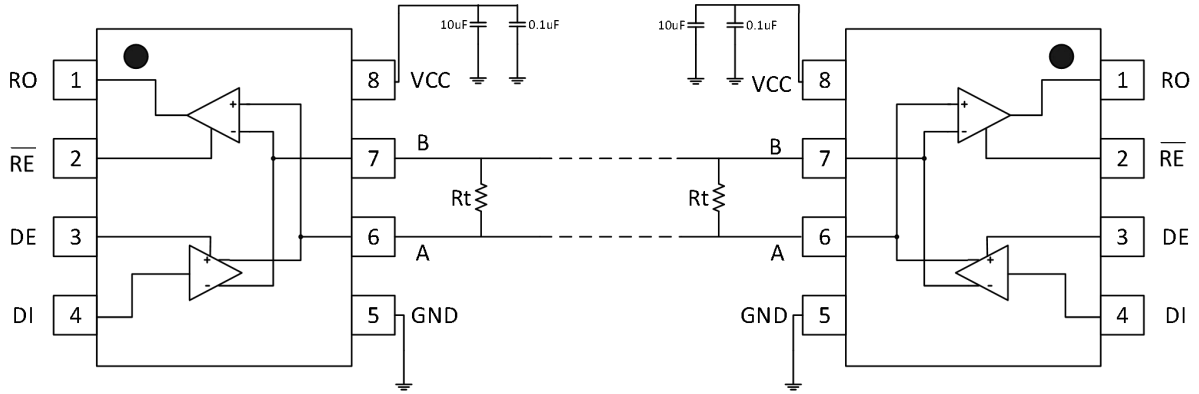 10uF
0.1uF
10uF
0.1uF
RO
1
8
VCC
VCC
8
1
RO
RE
2
7
B
B
7
2
RE
Rt
Rt
DE
3
6
A
A
6
3
DE
+
-
+
-
+
-
+
-
DI
4
5
GND
GND
5
4
DI